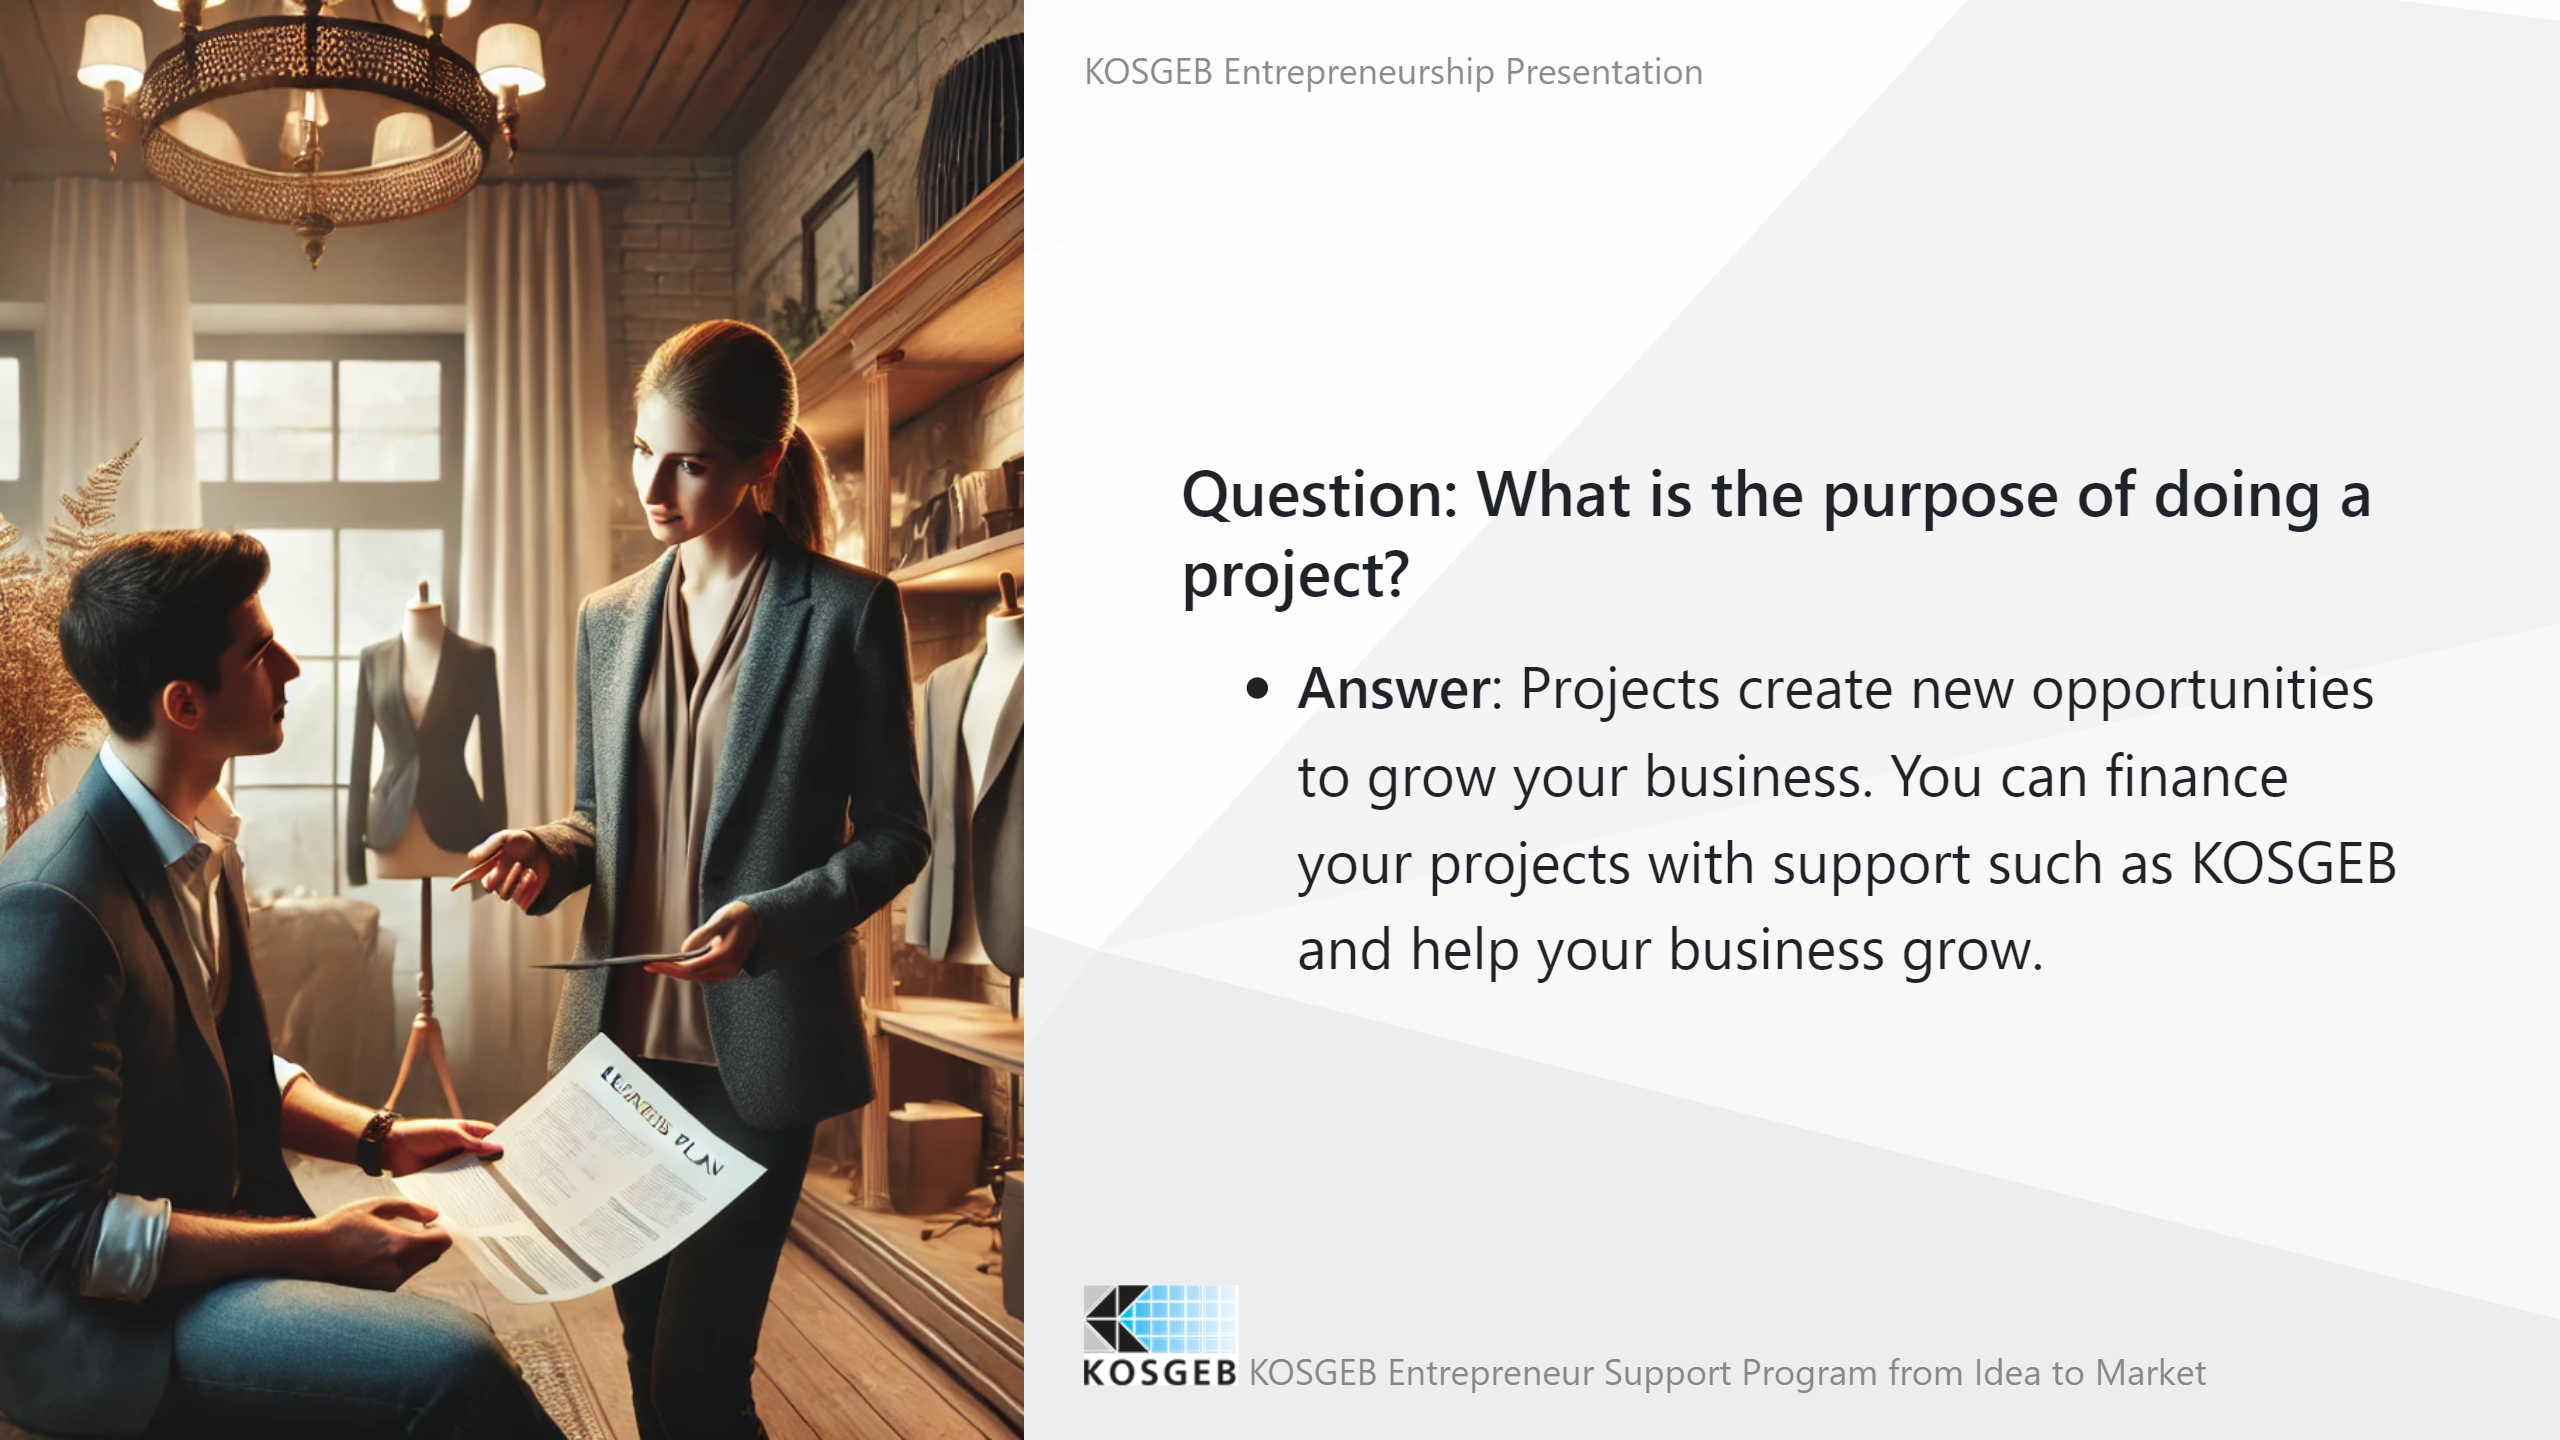 KOSGEB Entrepreneurship Presentation
Question: What is the purpose of doing a
project?
• Answer: Projects create new opportunities
to grow your business. You can finance
your projects with support such as KOSGEB
and help your business grow.
PLAN
KOSGEB
KOSGEB Entrepreneur Support Program from Idea to Market